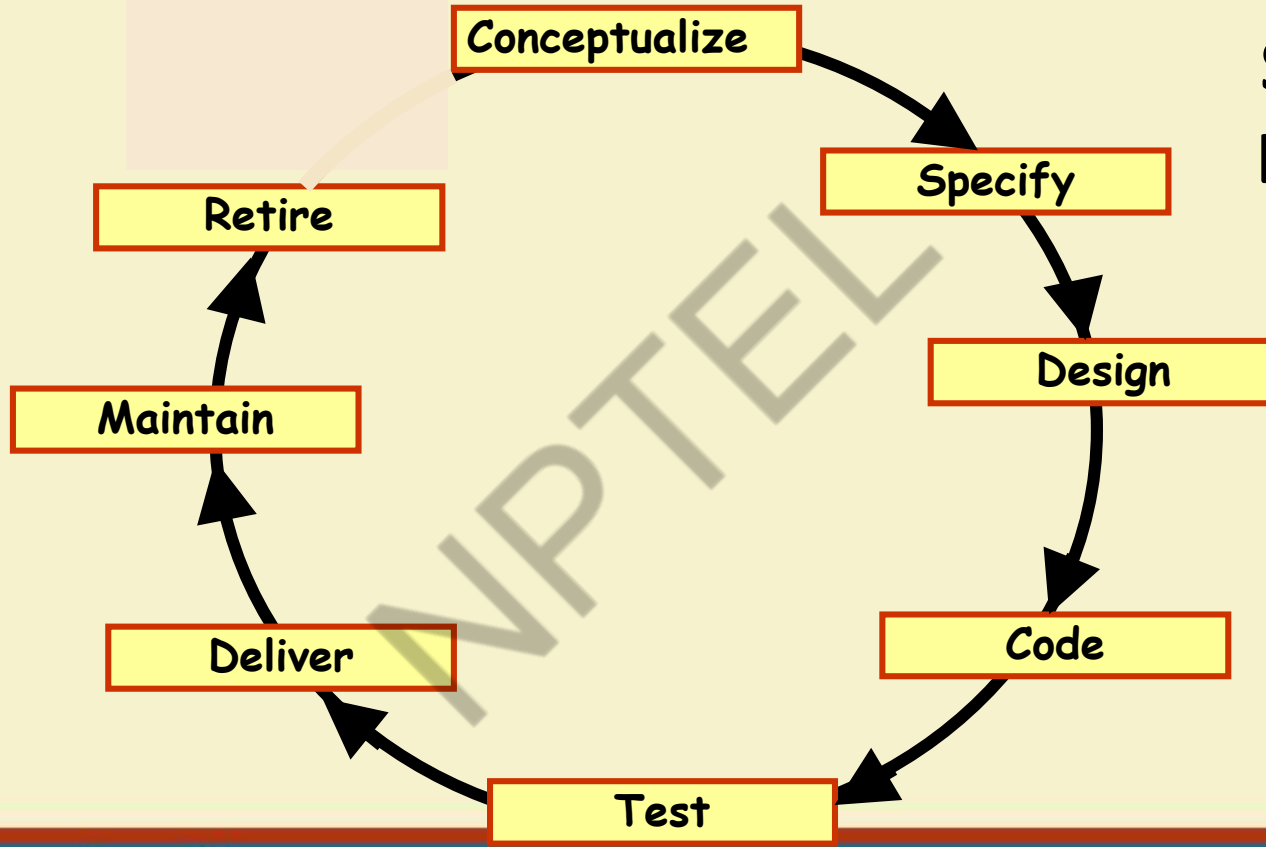 Conceptualize
Specify
Design
Code
Test
Deliver
Maintain
Retire
NPTEL